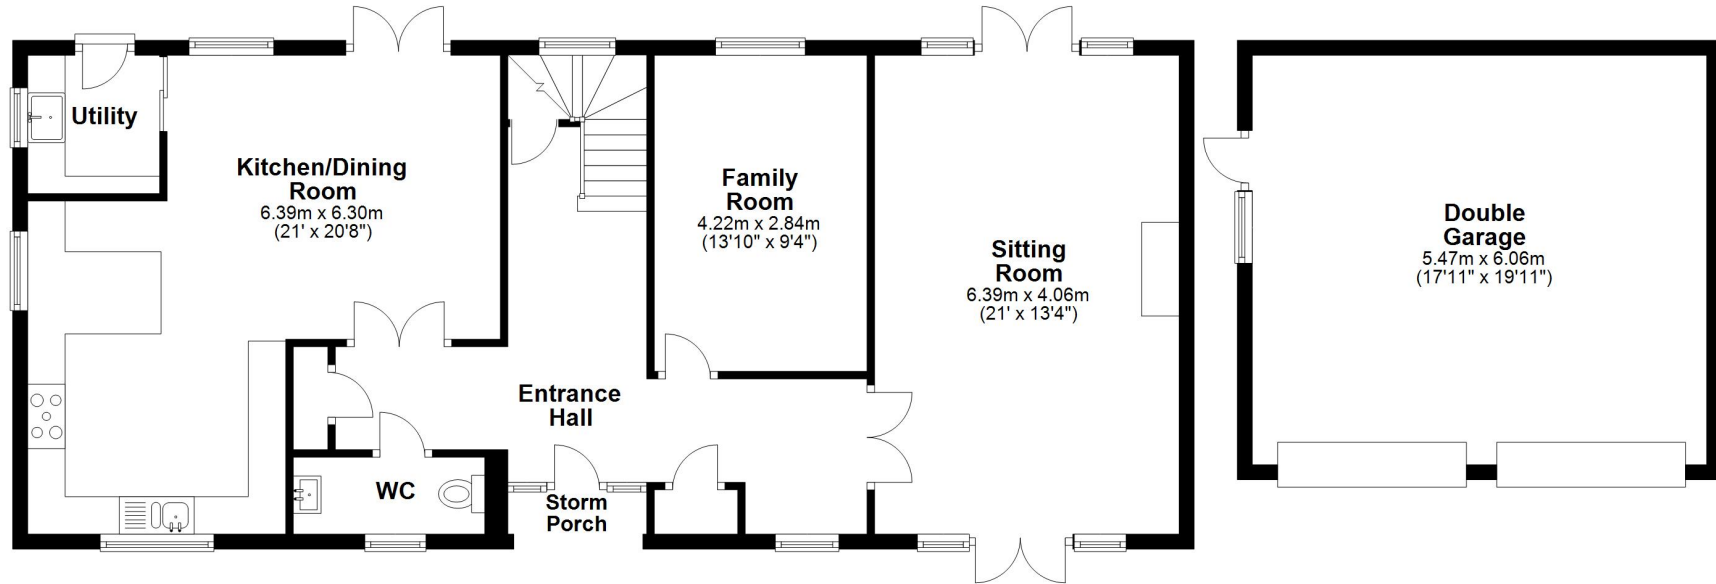 Utility
Kitchen/Dining
Room
6.39m x 6.30m
(21' x 20'8")
Family
Room
4.22m x 2.84m
(13'10" x 9'4")
Sitting
Room
6.39m x 4.06m
(21' x 13'4")
Double
Garage
5.47m x 6.06m
(17'11" x 19'11")
Entrance
Hall
WC
Storm
Porch